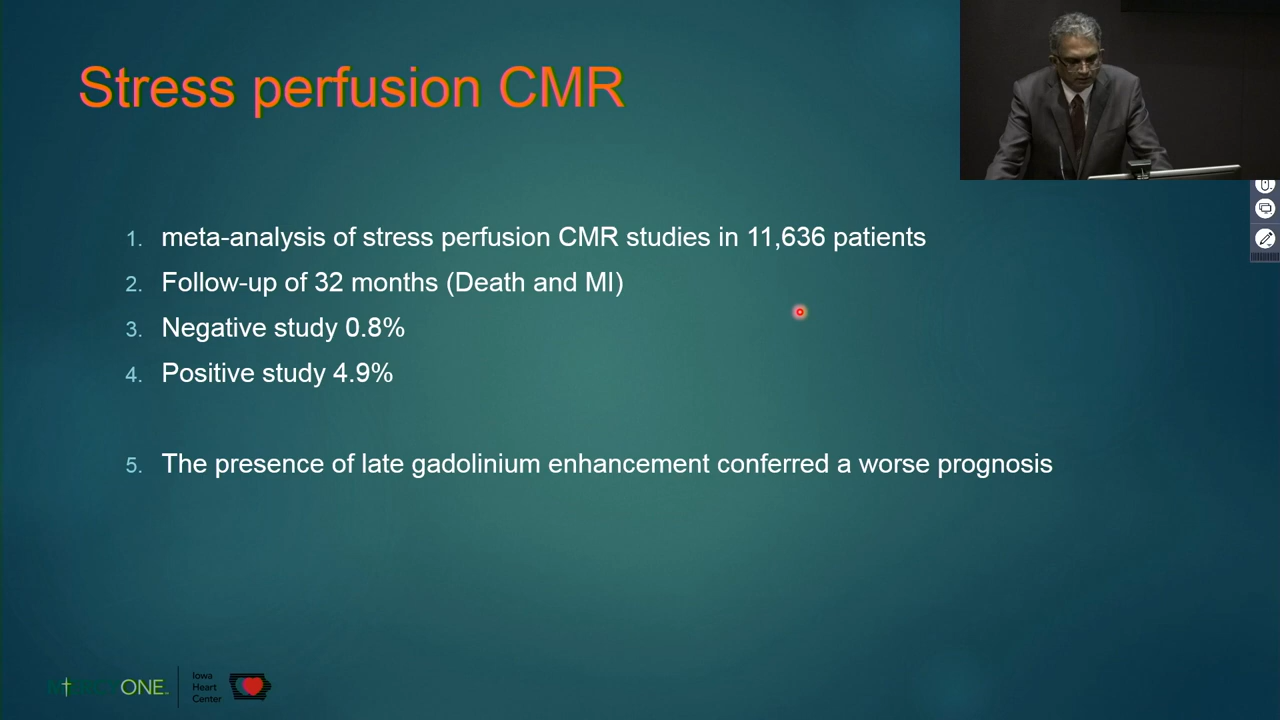 Stress perfusion CMR
1. meta-analysis of stress perfusion CMR studies in 11,636 patients
2. Follow-up of 32 months (Death and MI)
3. Negative study 0.8%
4. Positive study 4.9%
5. The presence of late gadolinium enhancement conferred a worse prognosis
MERCYONE
Iowa
Heart
Center